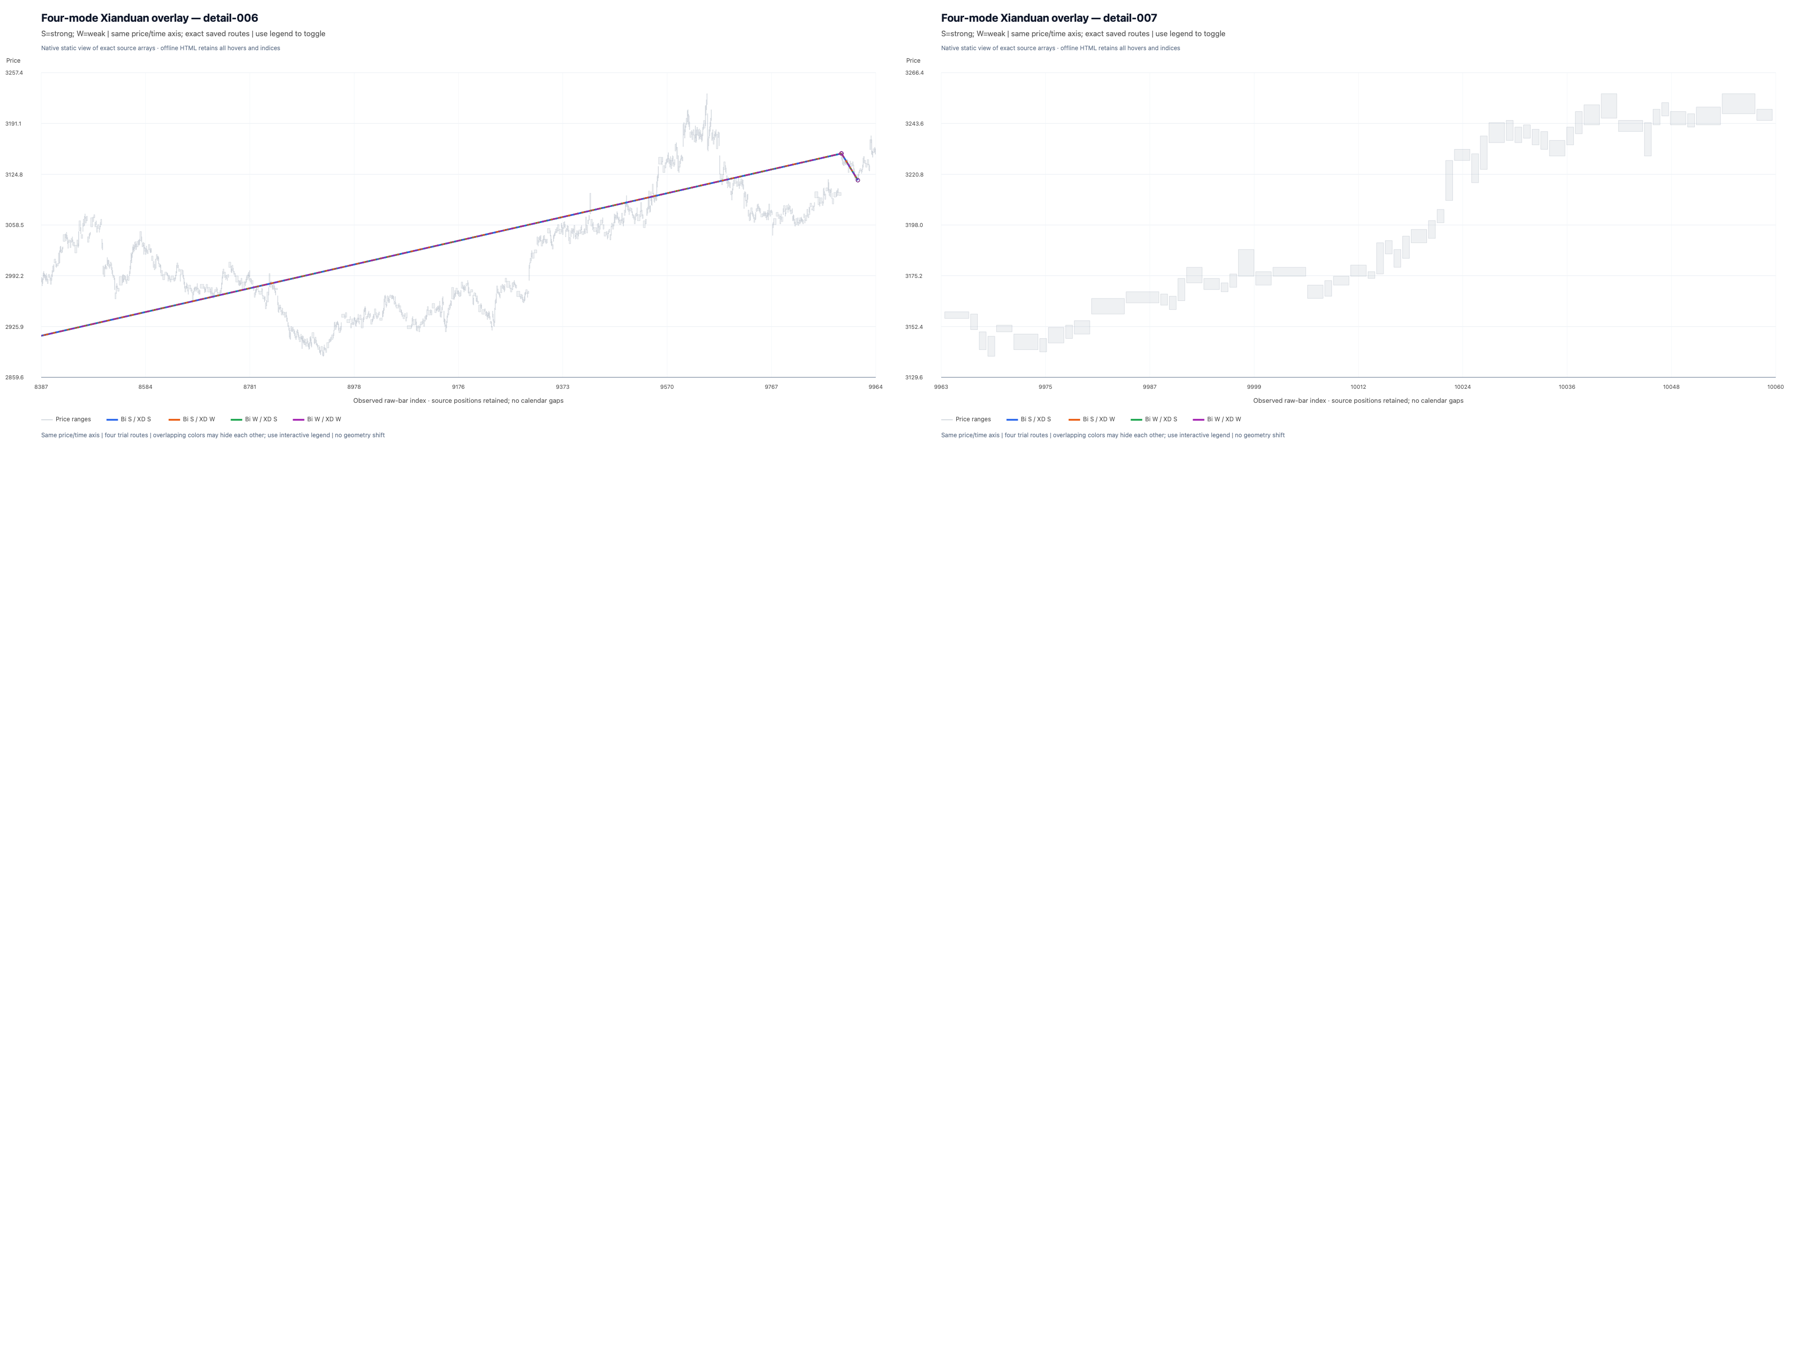 Four-mode Xianduan overlay — detail-006
S=strong; W=weak | same price/time axis; exact saved routes | use legend to toggle
Native static view of exact source arrays · offline HTML retains all hovers and indices
Price
3257.4
3191.1
3124.8
3058.5
2992.2
2925.9
2859.6
8387 8584 8781 8978 9176 9373 9570 9767 9964
Observed raw-bar index · source positions retained; no calendar gaps
Price ranges Bi S / XD S Bi S / XD W Bi W / XD S Bi W / XD W
Same price/time axis | four trial routes | overlapping colors may hide each other; use interactive legend | no geometry shift
Four-mode Xianduan overlay — detail-007
S=strong; W=weak | same price/time axis; exact saved routes | use legend to toggle
Native static view of exact source arrays · offline HTML retains all hovers and indices
Price
3266.4
3243.6
3220.8
3198.0
3175.2
3152.4
3129.6
9963 9975 9987 9999 10012 10024 10036 10048 10060
Observed raw-bar index · source positions retained; no calendar gaps
Price ranges Bi S / XD S Bi S / XD W Bi W / XD S Bi W / XD W
Same price/time axis | four trial routes | overlapping colors may hide each other; use interactive legend | no geometry shift